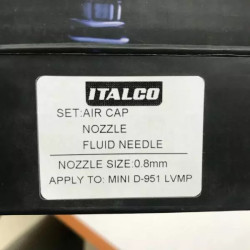 ITALCO
SET:AIR CAP
NOZZLE
FLUID NEEDLE
NOZZLE SIZE:0.8mm
APPLY TO: MINI D-951 LVMP